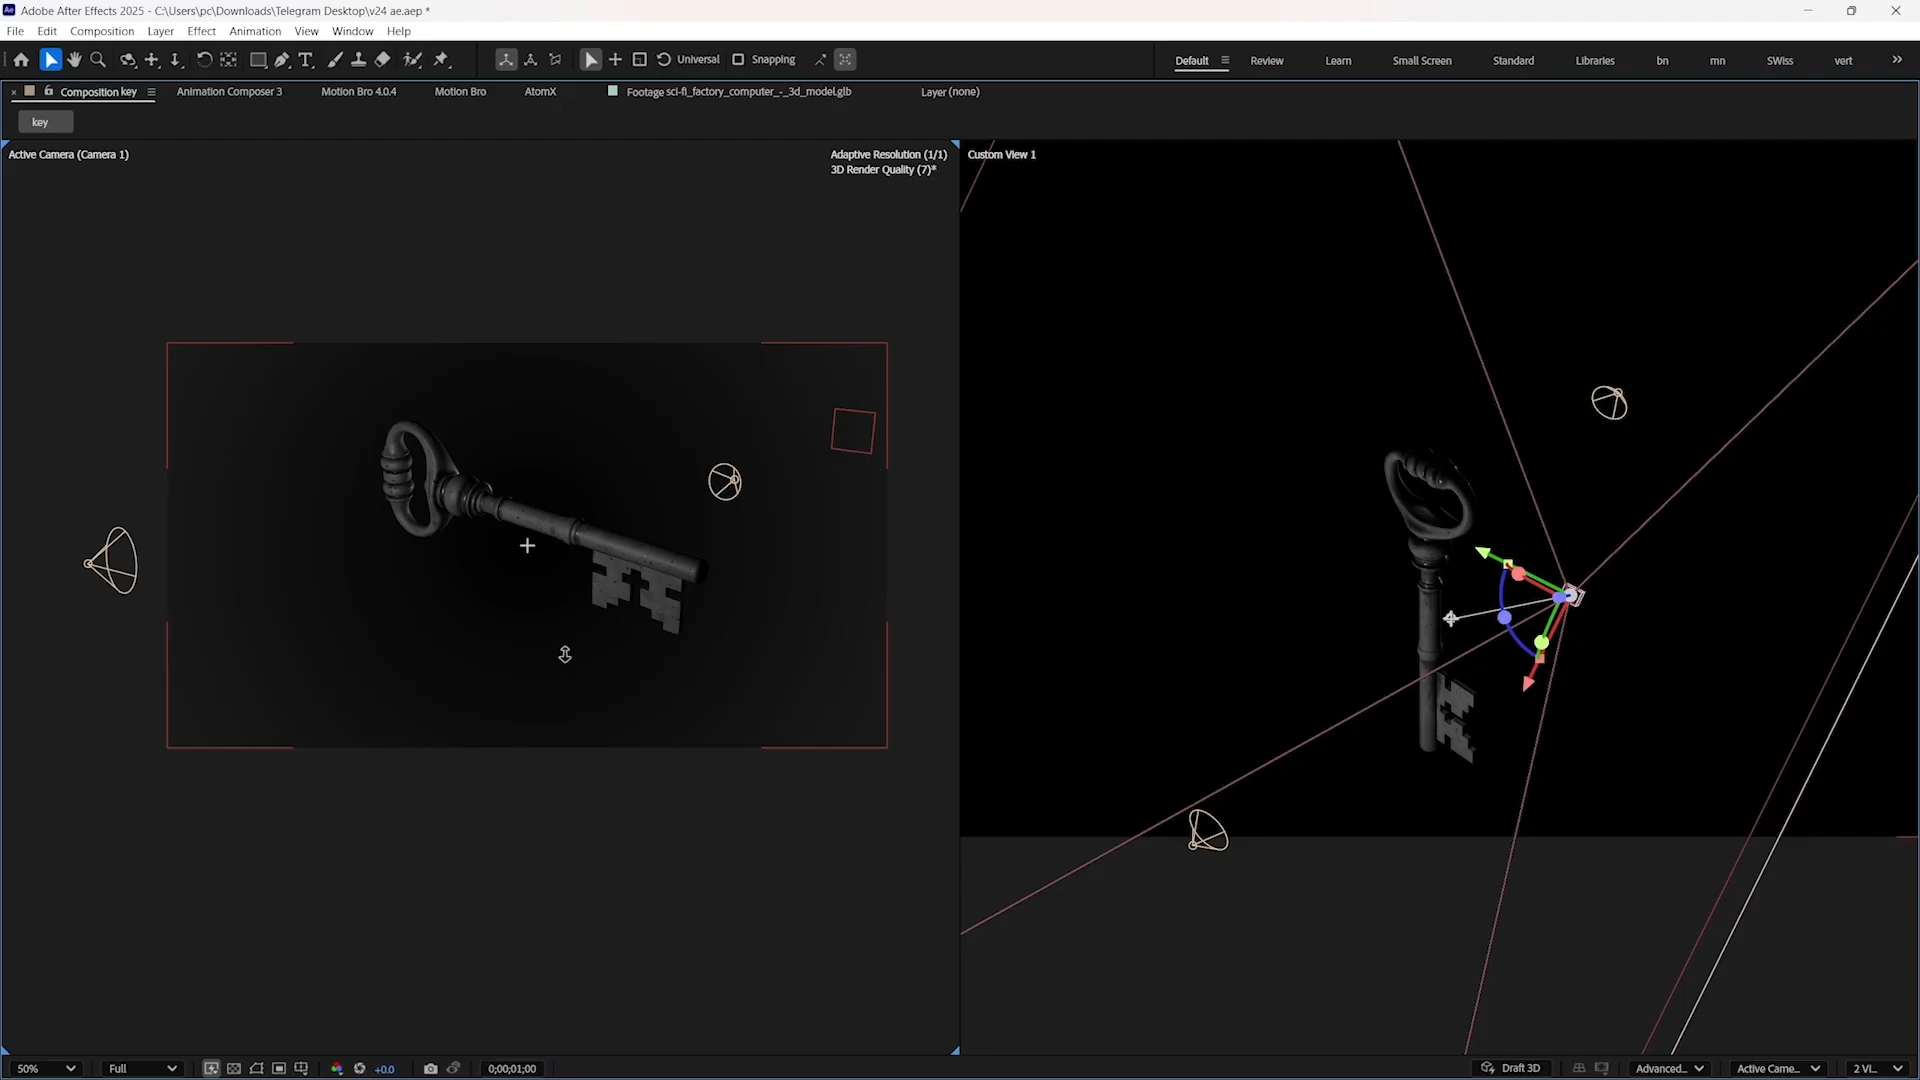 Adobe After Effects 2025 - C:\Users\pc\Downloads\Telegram Desktop\v24 ae.aep *
File Edit Composition Layer Effect Animation View Window Help
Universal Snapping Default Review Learn Small Screen Standard Libraries bn mn SWiss vert
Composition key Animation Composer 3 Motion Bro 4.0.4 Motion Bro AtomX Footage sci-fi_factory_computer_-_3d_model.glb Layer (none)
key
Active Camera (Camera 1) Adaptive Resolution (1/1) Custom View 1
3D Render Quality (7)*
50% Full +0.0 0;00;01;00 Draft 3D Advanced... Active Came... 2 Vi...